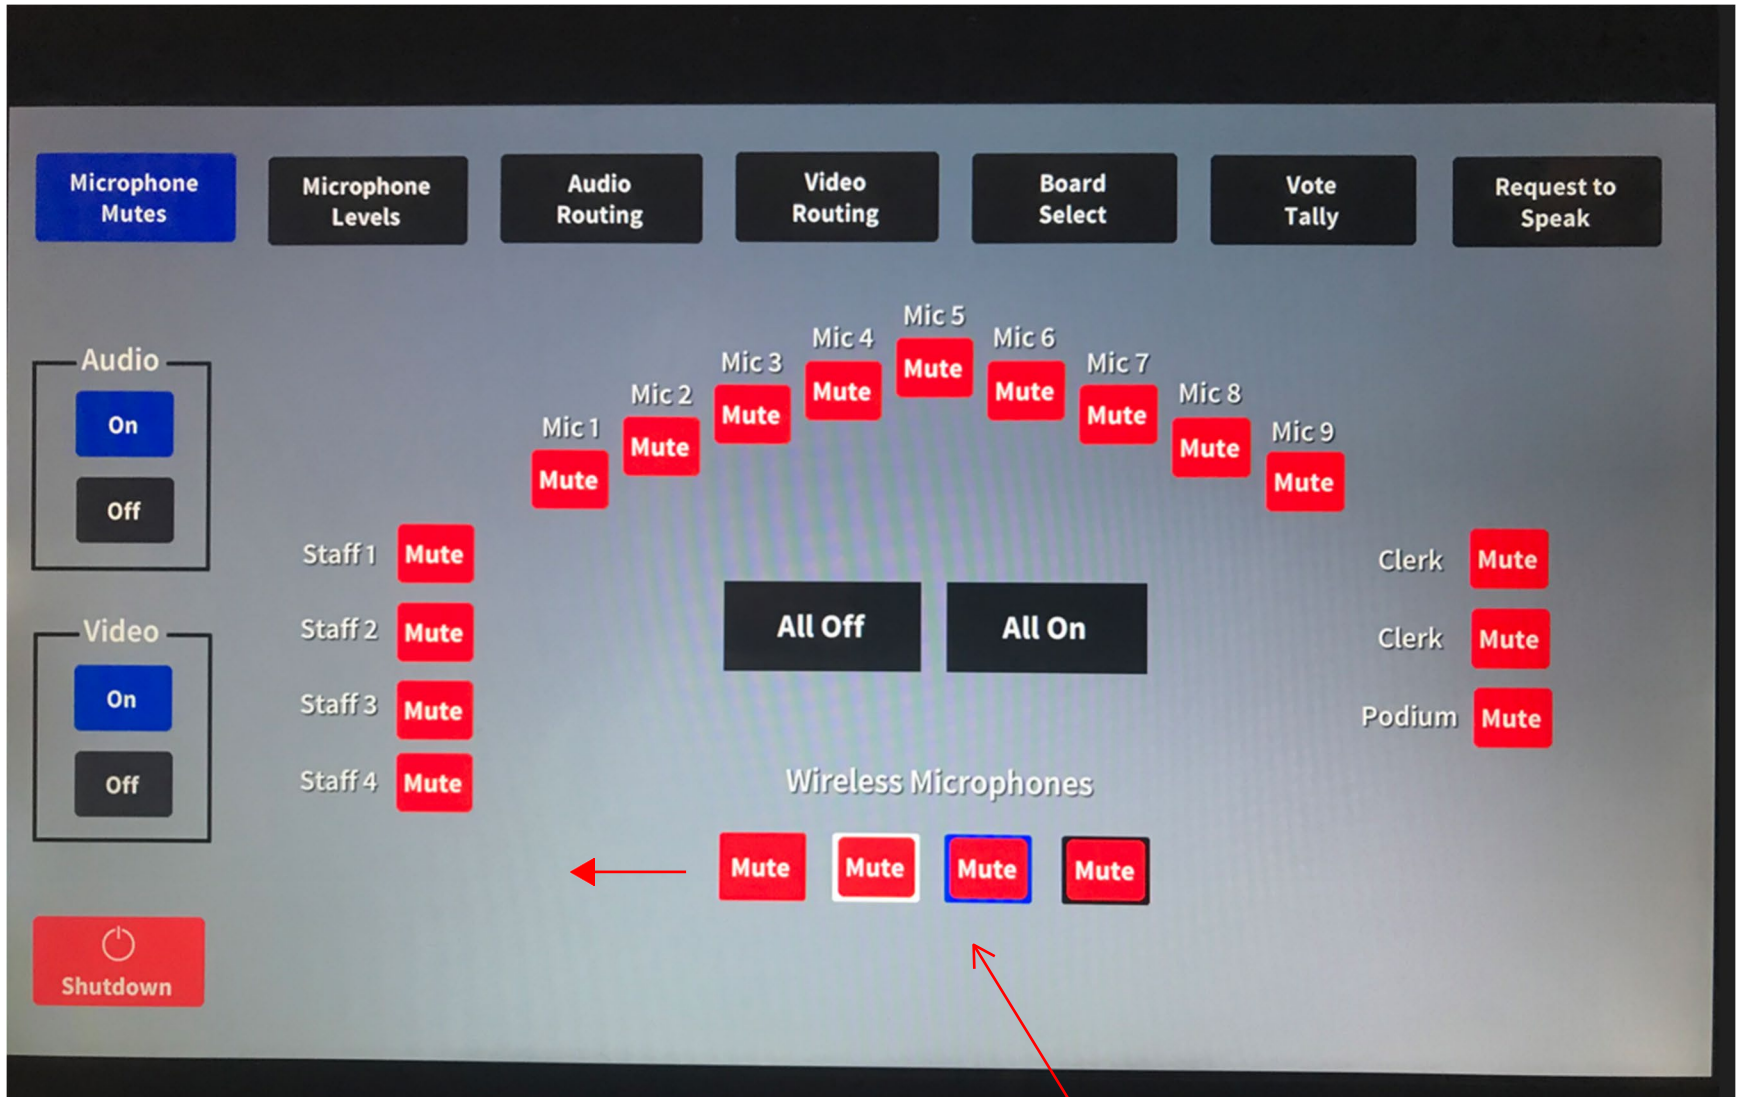 Microphone
Mutes
Microphone
Levels
Audio
Routing
Video
Routing
Board
Select
Vote
Tally
Request to
Speak
Audio
On
Off
Video
On
Off
Shutdown
Mic 1
Mute
Mic 2
Mute
Mic 3
Mute
Mic 4
Mute
Mic 5
Mute
Mic 6
Mute
Mic 7
Mute
Mic 8
Mute
Mic 9
Mute
Staff 1 Mute
Staff 2 Mute
Staff 3 Mute
Staff 4 Mute
All Off
All On
Clerk Mute
Clerk Mute
Podium Mute
Wireless Microphones
Mute Mute Mute Mute